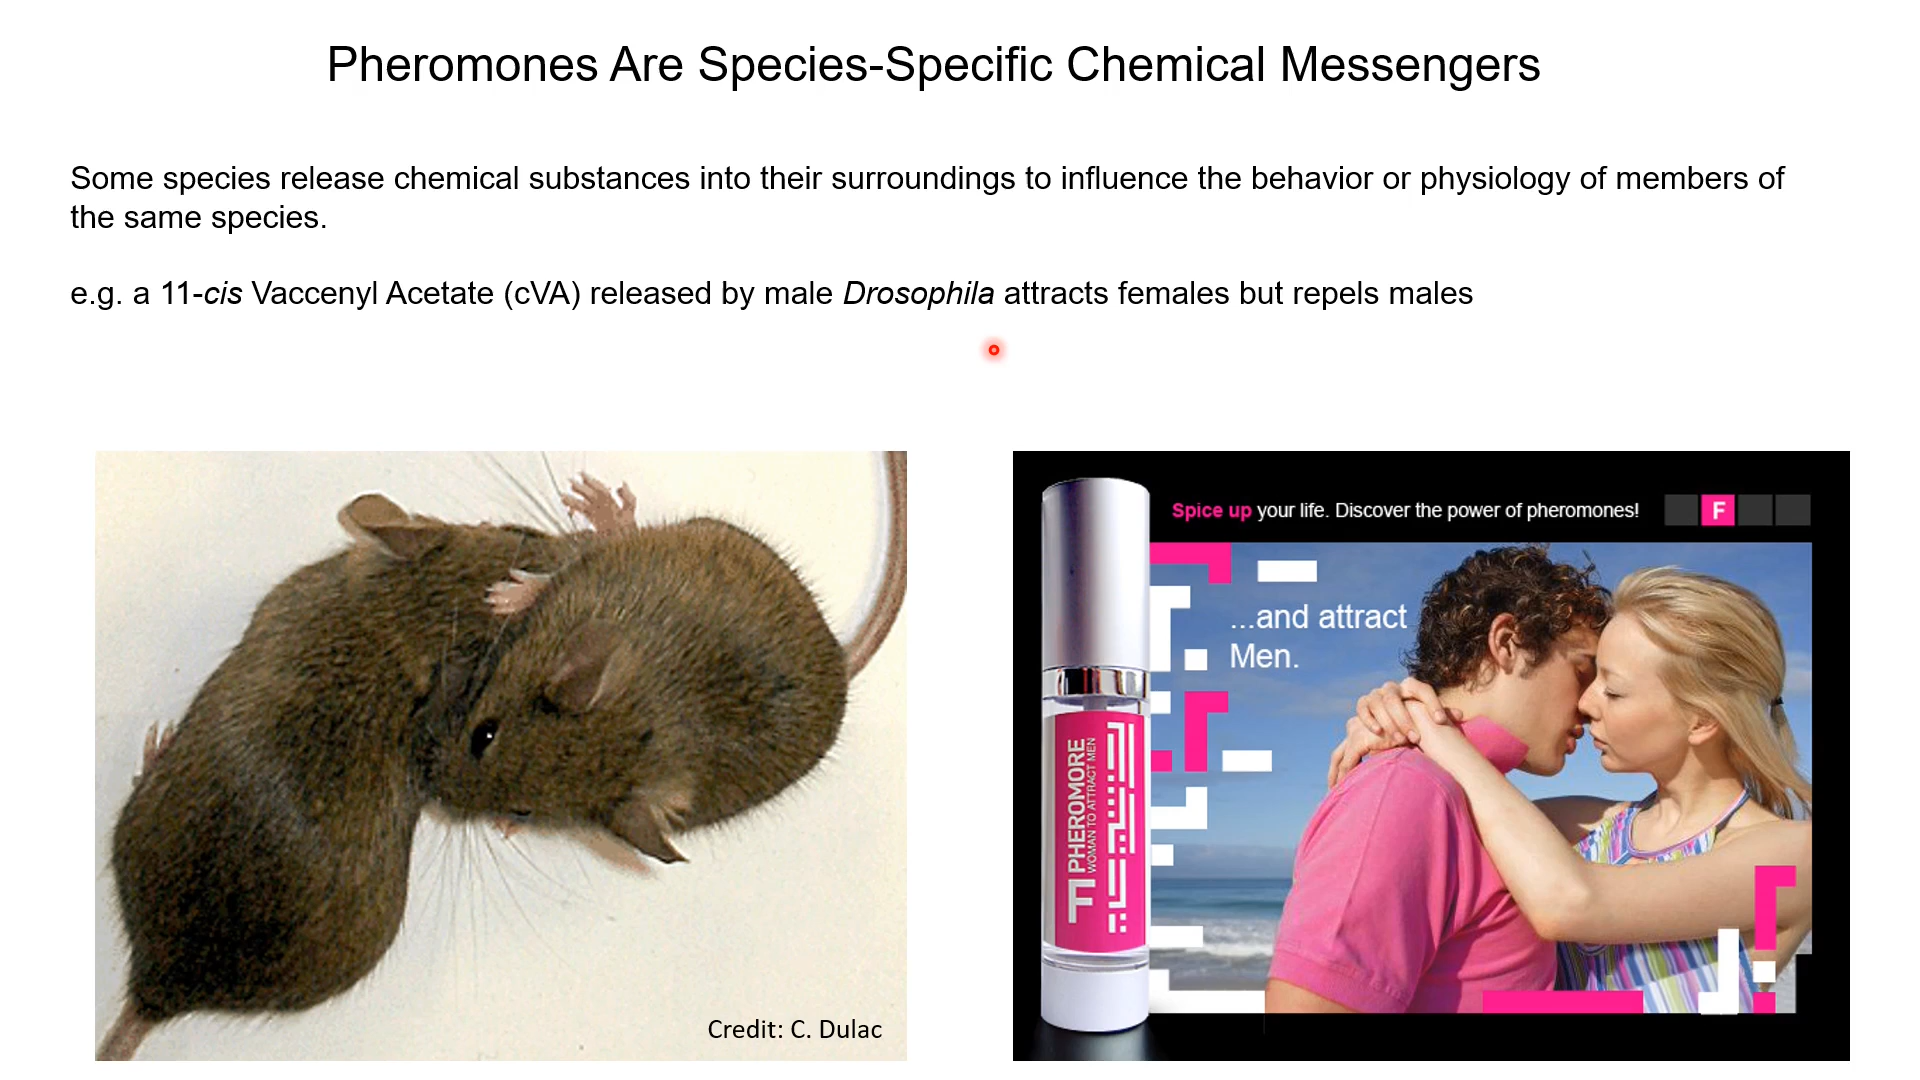 Pheromones Are Species-Specific Chemical Messengers
Some species release chemical substances into their surroundings to influence the behavior or physiology of members of
the same species.
e.g. a 11-cis Vaccenyl Acetate (cVA) released by male Drosophila attracts females but repels males
Credit: C. Dulac
Spice up your life. Discover the power of pheromones!
F
...and attract
Men.
PHEROMORE
WOMAN TO ATTRACT MEN